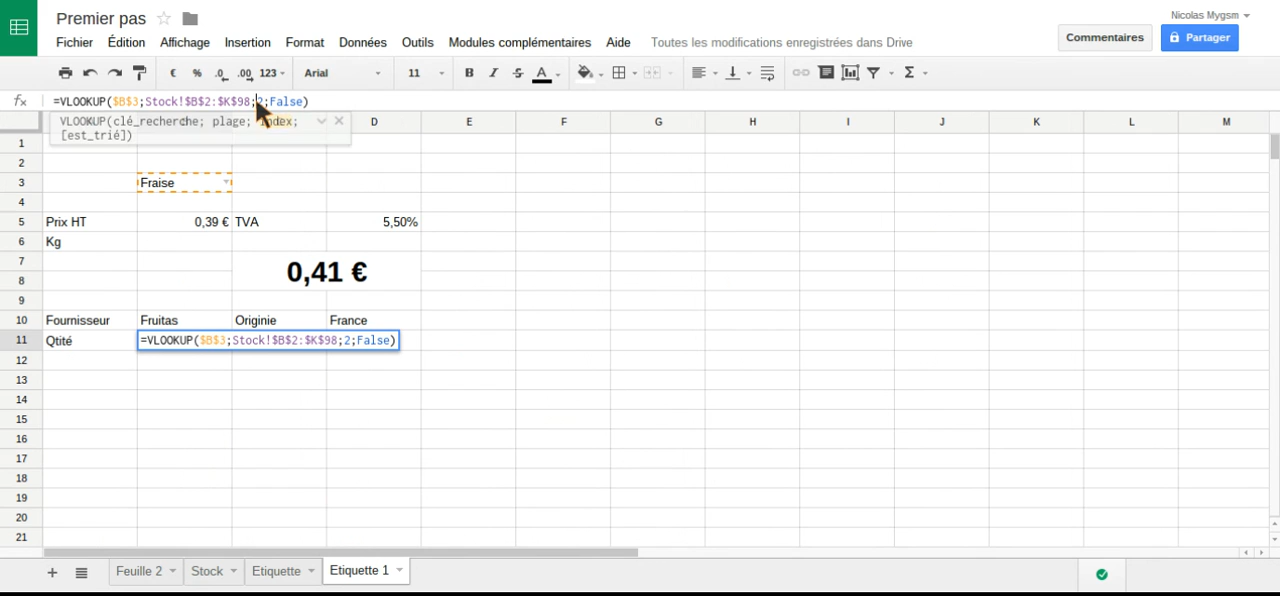 Premier pas
Nicolas Mygsm
Fichier Édition Affichage Insertion Format Données Outils Modules complémentaires Aide Toutes les modifications enregistrées dans Drive
Commentaires
Partager
€ % .0 .00 123 Arial 11 B I S A Σ
fx =VLOOKUP($B$3;Stock!$B$2:$K$98;2;False)
VLOOKUP(clé_recherche; plage; index;
[est_trié])
D E F G H I J K L M
1
2
3 Fraise
4
5 Prix HT 0,39 € TVA 5,50%
6 Kg
7
0,41 €
8
9
10 Fournisseur Fruitas Originie France
11 Qtité =VLOOKUP($B$3;Stock!$B$2:$K$98;2;False)
12
13
14
15
16
17
18
19
20
21
Feuille 2 Stock Etiquette Etiquette 1